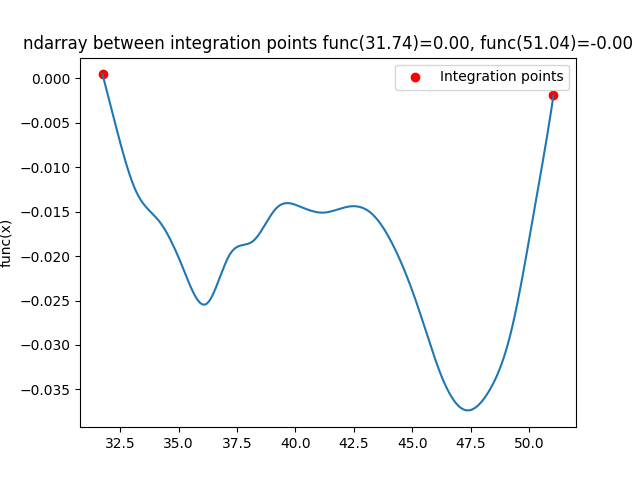 ndarray between integration points func(31.74)=0.00, func(51.04)=-0.00
Integration points
func(x)
0.000
−0.005
−0.010
−0.015
−0.020
−0.025
−0.030
−0.035
32.5 35.0 37.5 40.0 42.5 45.0 47.5 50.0